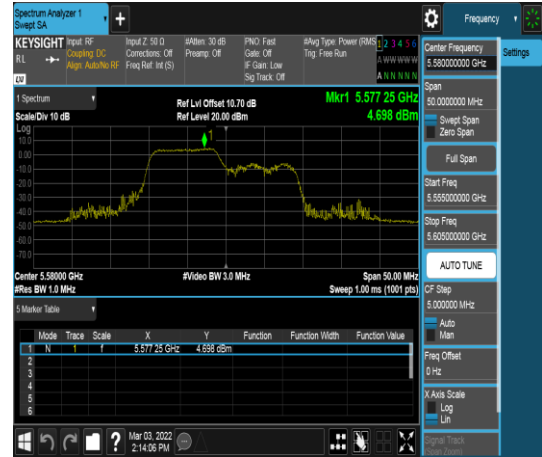 Spectrum Analyzer 1
Swept SA
+
Frequency
KEYSIGHT
RL
Input: RF
Coupling: DC
Align: Auto/No RF
Input Z: 50 Ω
Corrections: Off
Freq Ref: Int (S)
#Atten: 30 dB
Preamp: Off
PNO: Fast
Gate: Off
IF Gain: Low
Sig Track: Off
#Avg Type: Power (RMS
Trig: Free Run
1 2 3 4 5 6
A W W W W W
A N N N N N
Center Frequency
5.580000000 GHz
Settings
Span
50.0000000 MHz
Swept Span
Zero Span
Full Span
Start Freq
5.555000000 GHz
Stop Freq
5.605000000 GHz
AUTO TUNE
CF Step
5.000000 MHz
Auto
Man
Freq Offset
0 Hz
X Axis Scale
Log
Lin
Signal Track
(Span Zoom)
1 Spectrum
Scale/Div 10 dB
Ref Lvl Offset 10.70 dB
Ref Level 20.00 dBm
Mkr1 5.577 25 GHz
4.698 dBm
Log
10.0
0.00
-10.0
-20.0
-30.0
-40.0
-50.0
-60.0
-70.0
1
Center 5.58000 GHz
#Res BW 1.0 MHz
#Video BW 3.0 MHz
Span 50.00 MHz
Sweep 1.00 ms (1001 pts)
5 Marker Table
Mode Trace Scale X Y Function Function Width Function Value
1 N 1 f 5.577 25 GHz 4.698 dBm
2
3
4
5
6
?
Mar 03, 2022
2:14:06 PM